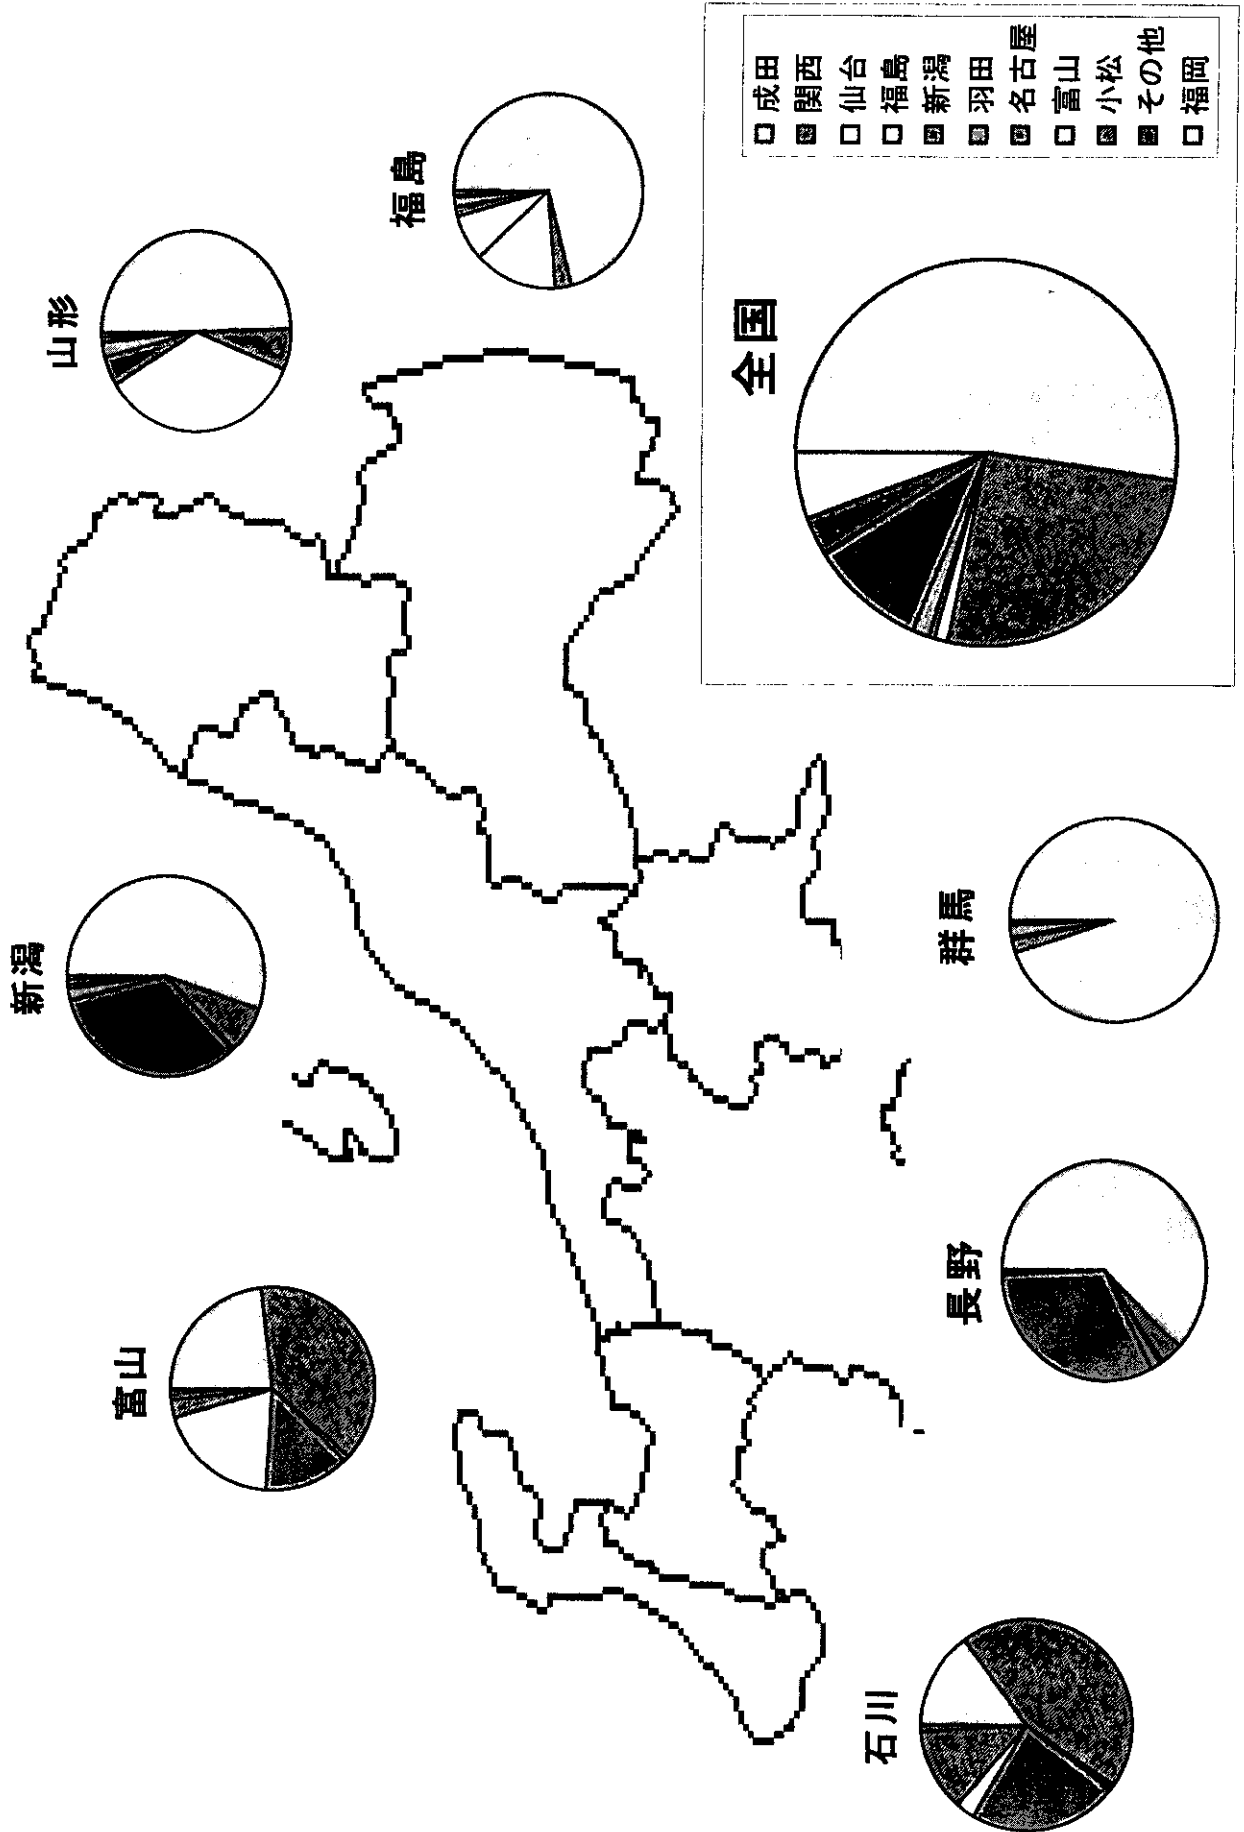 山形
福島
新潟
富山
石川
長野
群馬
全国
成田
関西
仙台
福島
新潟
羽田
名古屋
富山
小松
その他
福岡